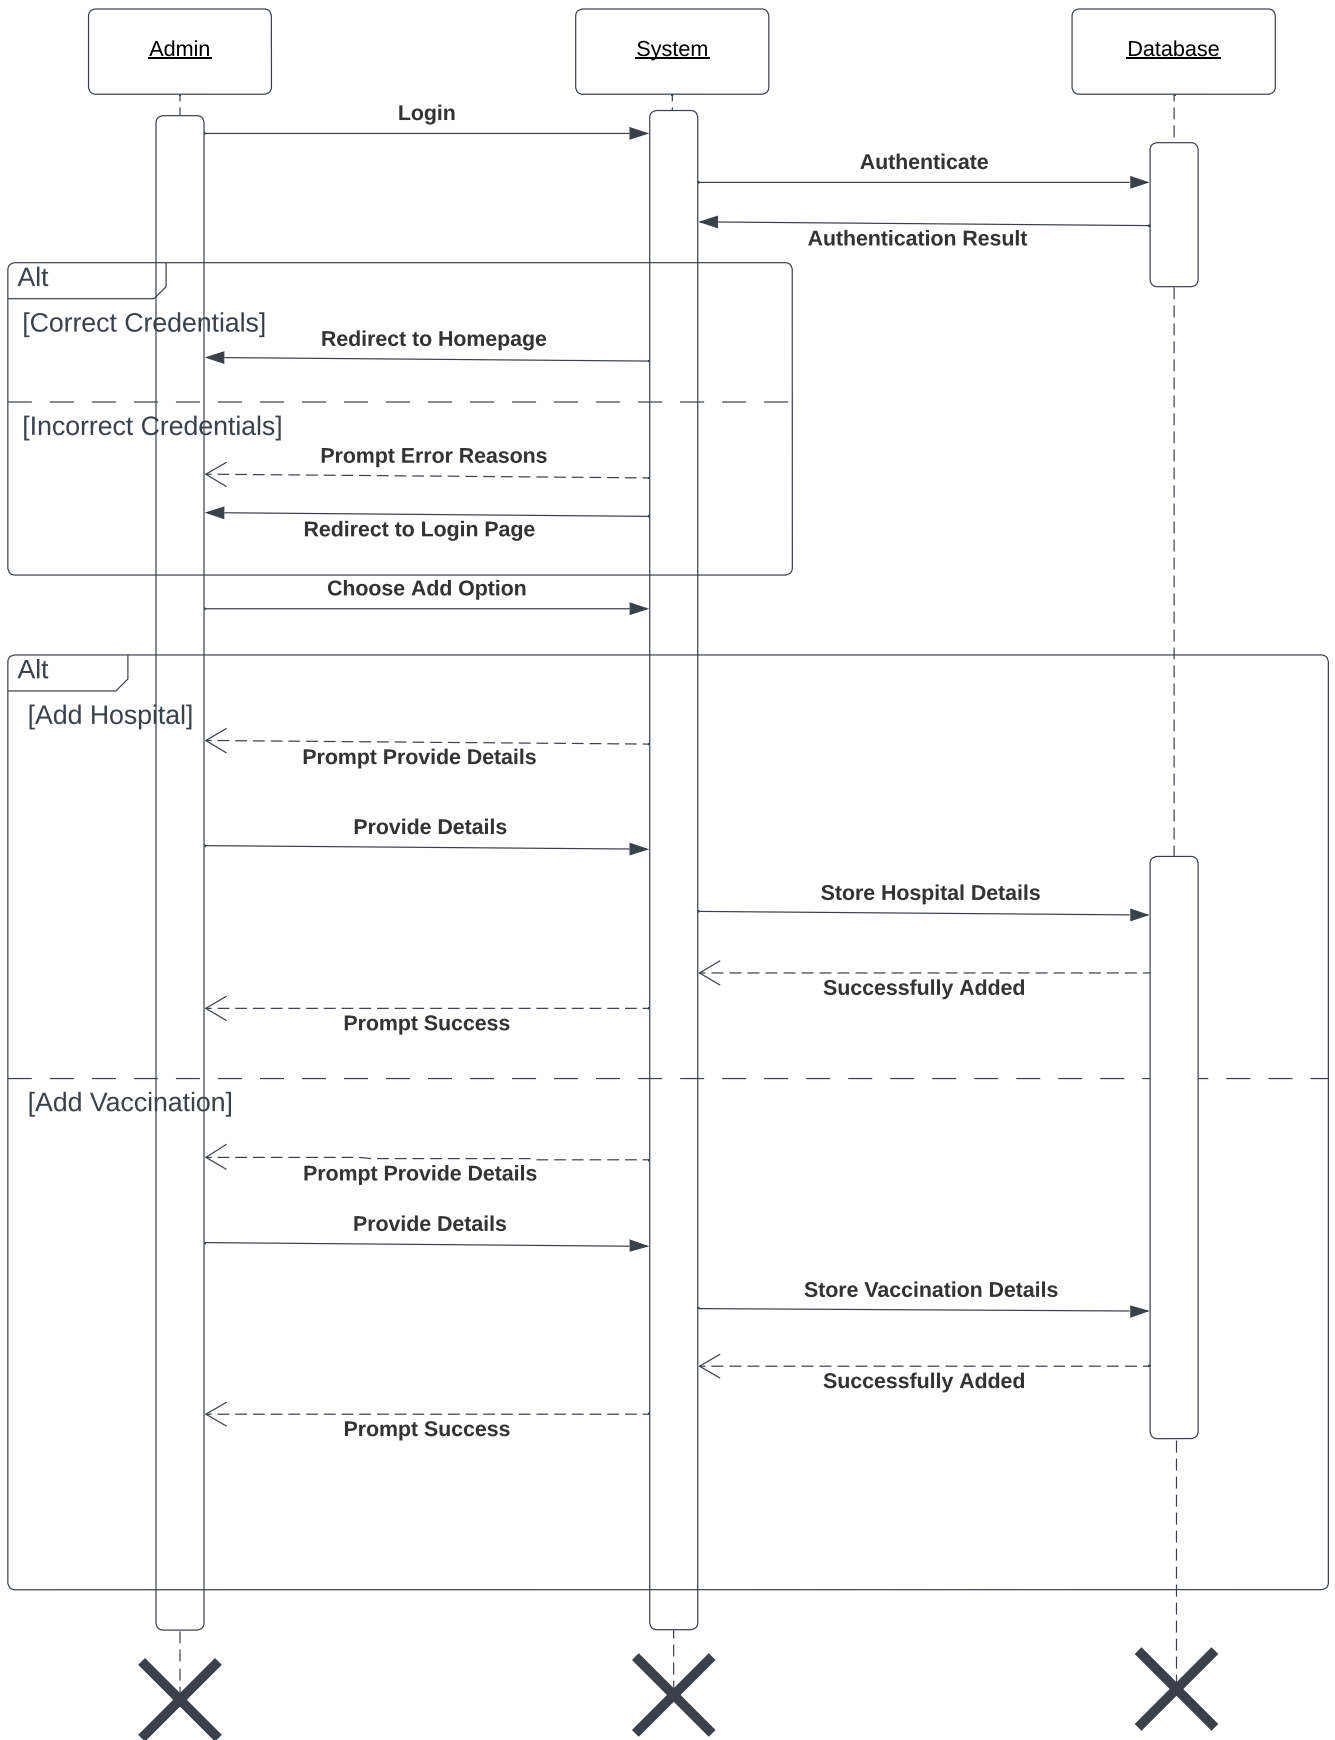 Admin
System
Database
Login
Authenticate
Authentication Result
Alt
[Correct Credentials]
Redirect to Homepage
[Incorrect Credentials]
Prompt Error Reasons
Redirect to Login Page
Choose Add Option
Alt
[Add Hospital]
Prompt Provide Details
Provide Details
Store Hospital Details
Successfully Added
Prompt Success
[Add Vaccination]
Prompt Provide Details
Provide Details
Store Vaccination Details
Successfully Added
Prompt Success